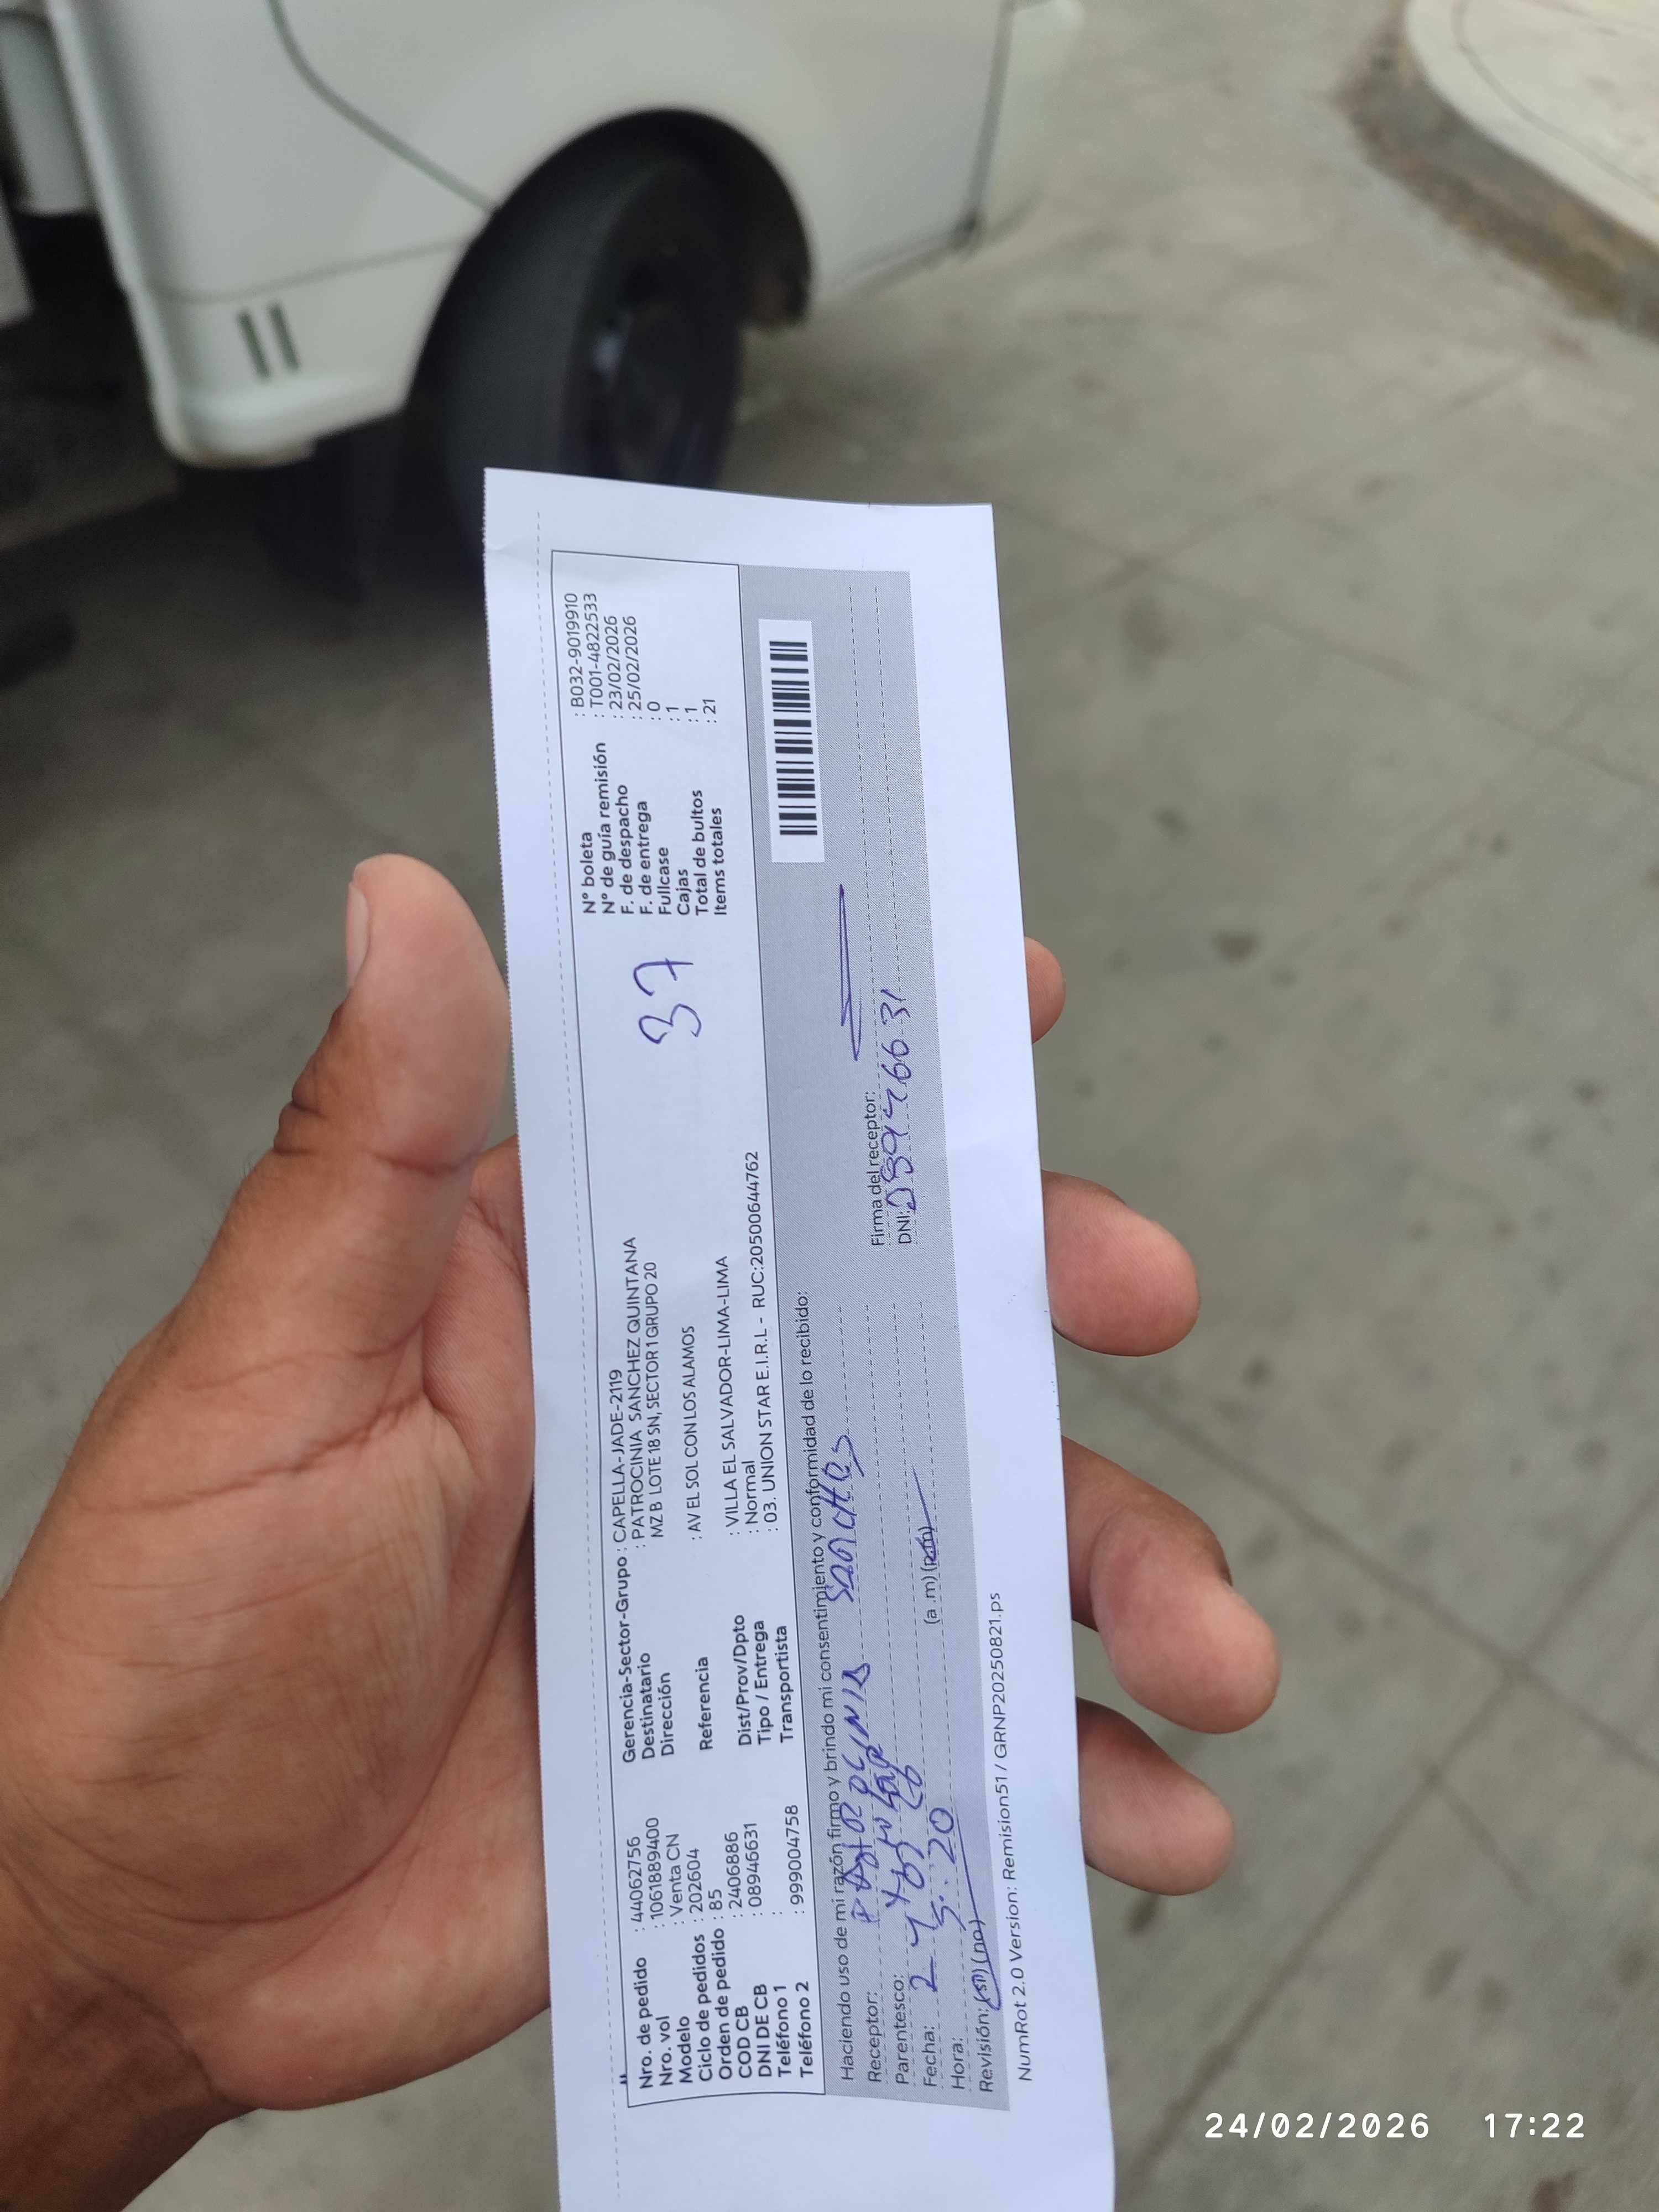 Nro. de pedido : 44062756
Nro. vol : 1061889400
Modelo : Venta CN
Ciclo de pedidos : 202604
Orden de pedido : 85
COD CB : 2406886
DNI DE CB : 08946631
Teléfono 1 :
Teléfono 2 : 999004758
Gerencia-Sector-Grupo : CAPELLA-JADE-2119
Destinatario : PATROCINIA SANCHEZ QUINTANA
Dirección MZ B LOTE 18 SN, SECTOR 1 GRUPO 20
Referencia : AV EL SOL CON LOS ALAMOS
Dist/Prov/Dpto : VILLA EL SALVADOR-LIMA-LIMA
Tipo / Entrega : Normal
Transportista : 03. UNION STAR E.I.R.L - RUC:20500644762
37
N° boleta : B032-9019910
N° de guía remisión : T001-4822533
F. de despacho : 23/02/2026
F. de entrega : 25/02/2026
Fullcase : 0
Cajas : 1
Total de bultos : 1
Items totales : 21
Haciendo uso de mi razón firmo y brindo mi consentimiento y conformidad de lo recibido:
Receptor: PATROCINIA
Parentesco:
Fecha: 24
Hora: 5:20 (a .m) (p.m)
Revisión: (si) (no)
Firma del receptor:
DNI: 08946631
NumRot 2.0 Version: Remision51 / GRNP20250821.ps
24/02/2026 17:22